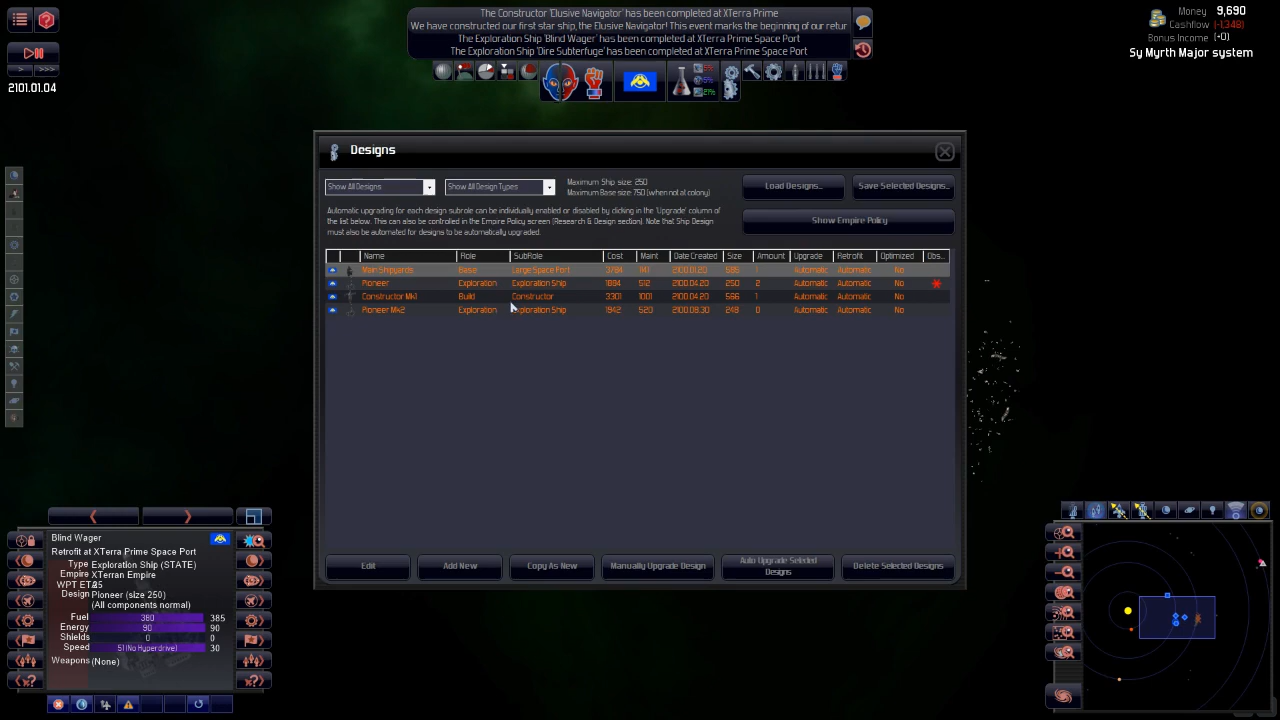 The Constructor 'Elusive Navigator' has been completed at XTerra Prime
We have constructed our first star ship, the Elusive Navigator! This event marks the beginning of our retur
The Exploration Ship 'Blind Wager' has been completed at XTerra Prime Space Port
The Exploration Ship 'Dire Subterfuge' has been completed at XTerra Prime Space Port
Money 9,690
Cashflow (-1,348)
Bonus Income (+0)
Sy Myrth Major system
> >>>
2101.01.04
Designs
Show All Designs
Show All Design Types
Maximum Ship size: 250
Maximum Base size: 750 (when not at colony)
Load Designs...
Save Selected Designs...
Automatic upgrading for each design subrole can be individually enabled or disabled by clicking in the 'Upgrade' column of
the list below. This can also be controlled in the Empire Policy screen (Research & Design section). Note that Ship Design
must also be automated for designs to be automatically upgraded.
Show Empire Policy
Name Role SubRole Cost Maint Date Created Size Amount Upgrade Retrofit Optimized Obs...
Main Shipyards Base Large Space Port 3784 1141 2100.01.20 585 1 Automatic Automatic No
Pioneer Exploration Exploration Ship 1884 512 2100.04.20 250 2 Automatic Automatic No
Constructor Mk1 Build Constructor 3301 1001 2100.04.20 566 1 Automatic Automatic No
Pioneer Mk2 Exploration Exploration Ship 1942 520 2100.08.30 248 0 Automatic Automatic No
Edit
Add New
Copy As New
Manually Upgrade Design
Auto Upgrade Selected
Designs
Delete Selected Designs
Blind Wager
Retrofit at XTerra Prime Space Port
Type Exploration Ship (STATE)
Empire XTerran Empire
Design Pioneer (size 250)
(All components normal)
Fuel 380 385
Energy 90 90
Shields 0 0
Speed 51 (No Hyperdrive) 30
Weapons (None)